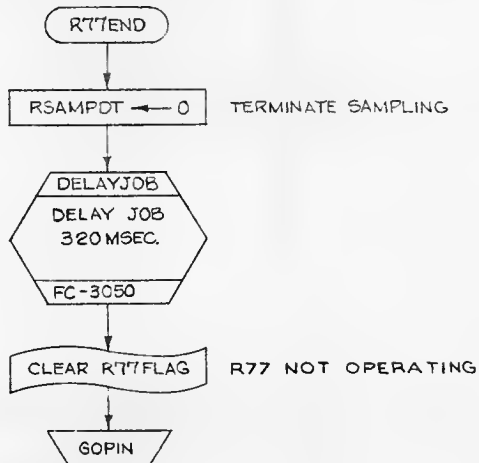 R77END
RSAMPDT ← 0 TERMINATE SAMPLING
DELAYJOB
DELAY JOB
320 MSEC.
FC-3050
CLEAR R77FLAG R77 NOT OPERATING
GOPIN